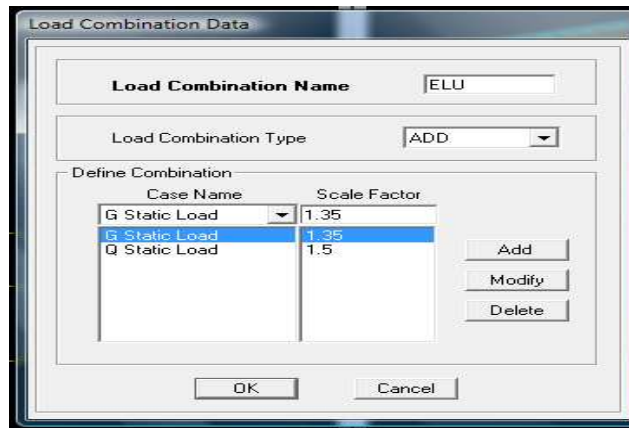 Load Combination Data
Load Combination Name ELU
Load Combination Type ADD
Define Combination
Case Name Scale Factor
G Static Load 1.35
G Static Load 1.35
Q Static Load 1.5
Add
Modify
Delete
OK Cancel